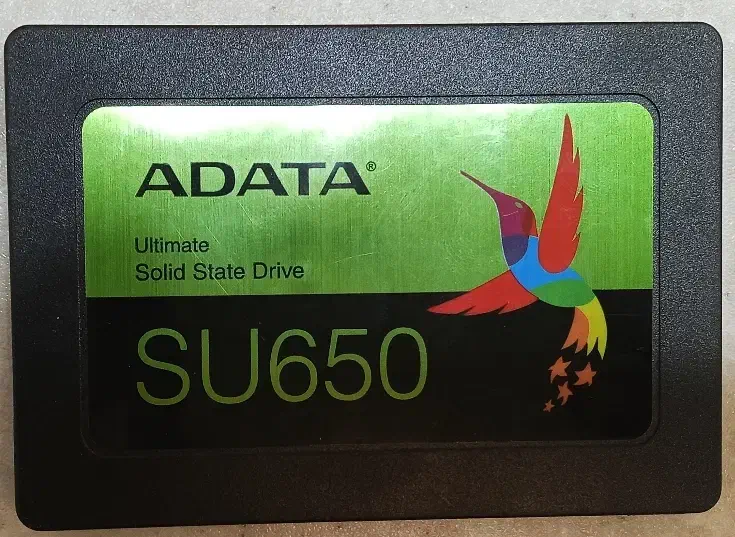 ADATA®
Ultimate
Solid State Drive
SU650